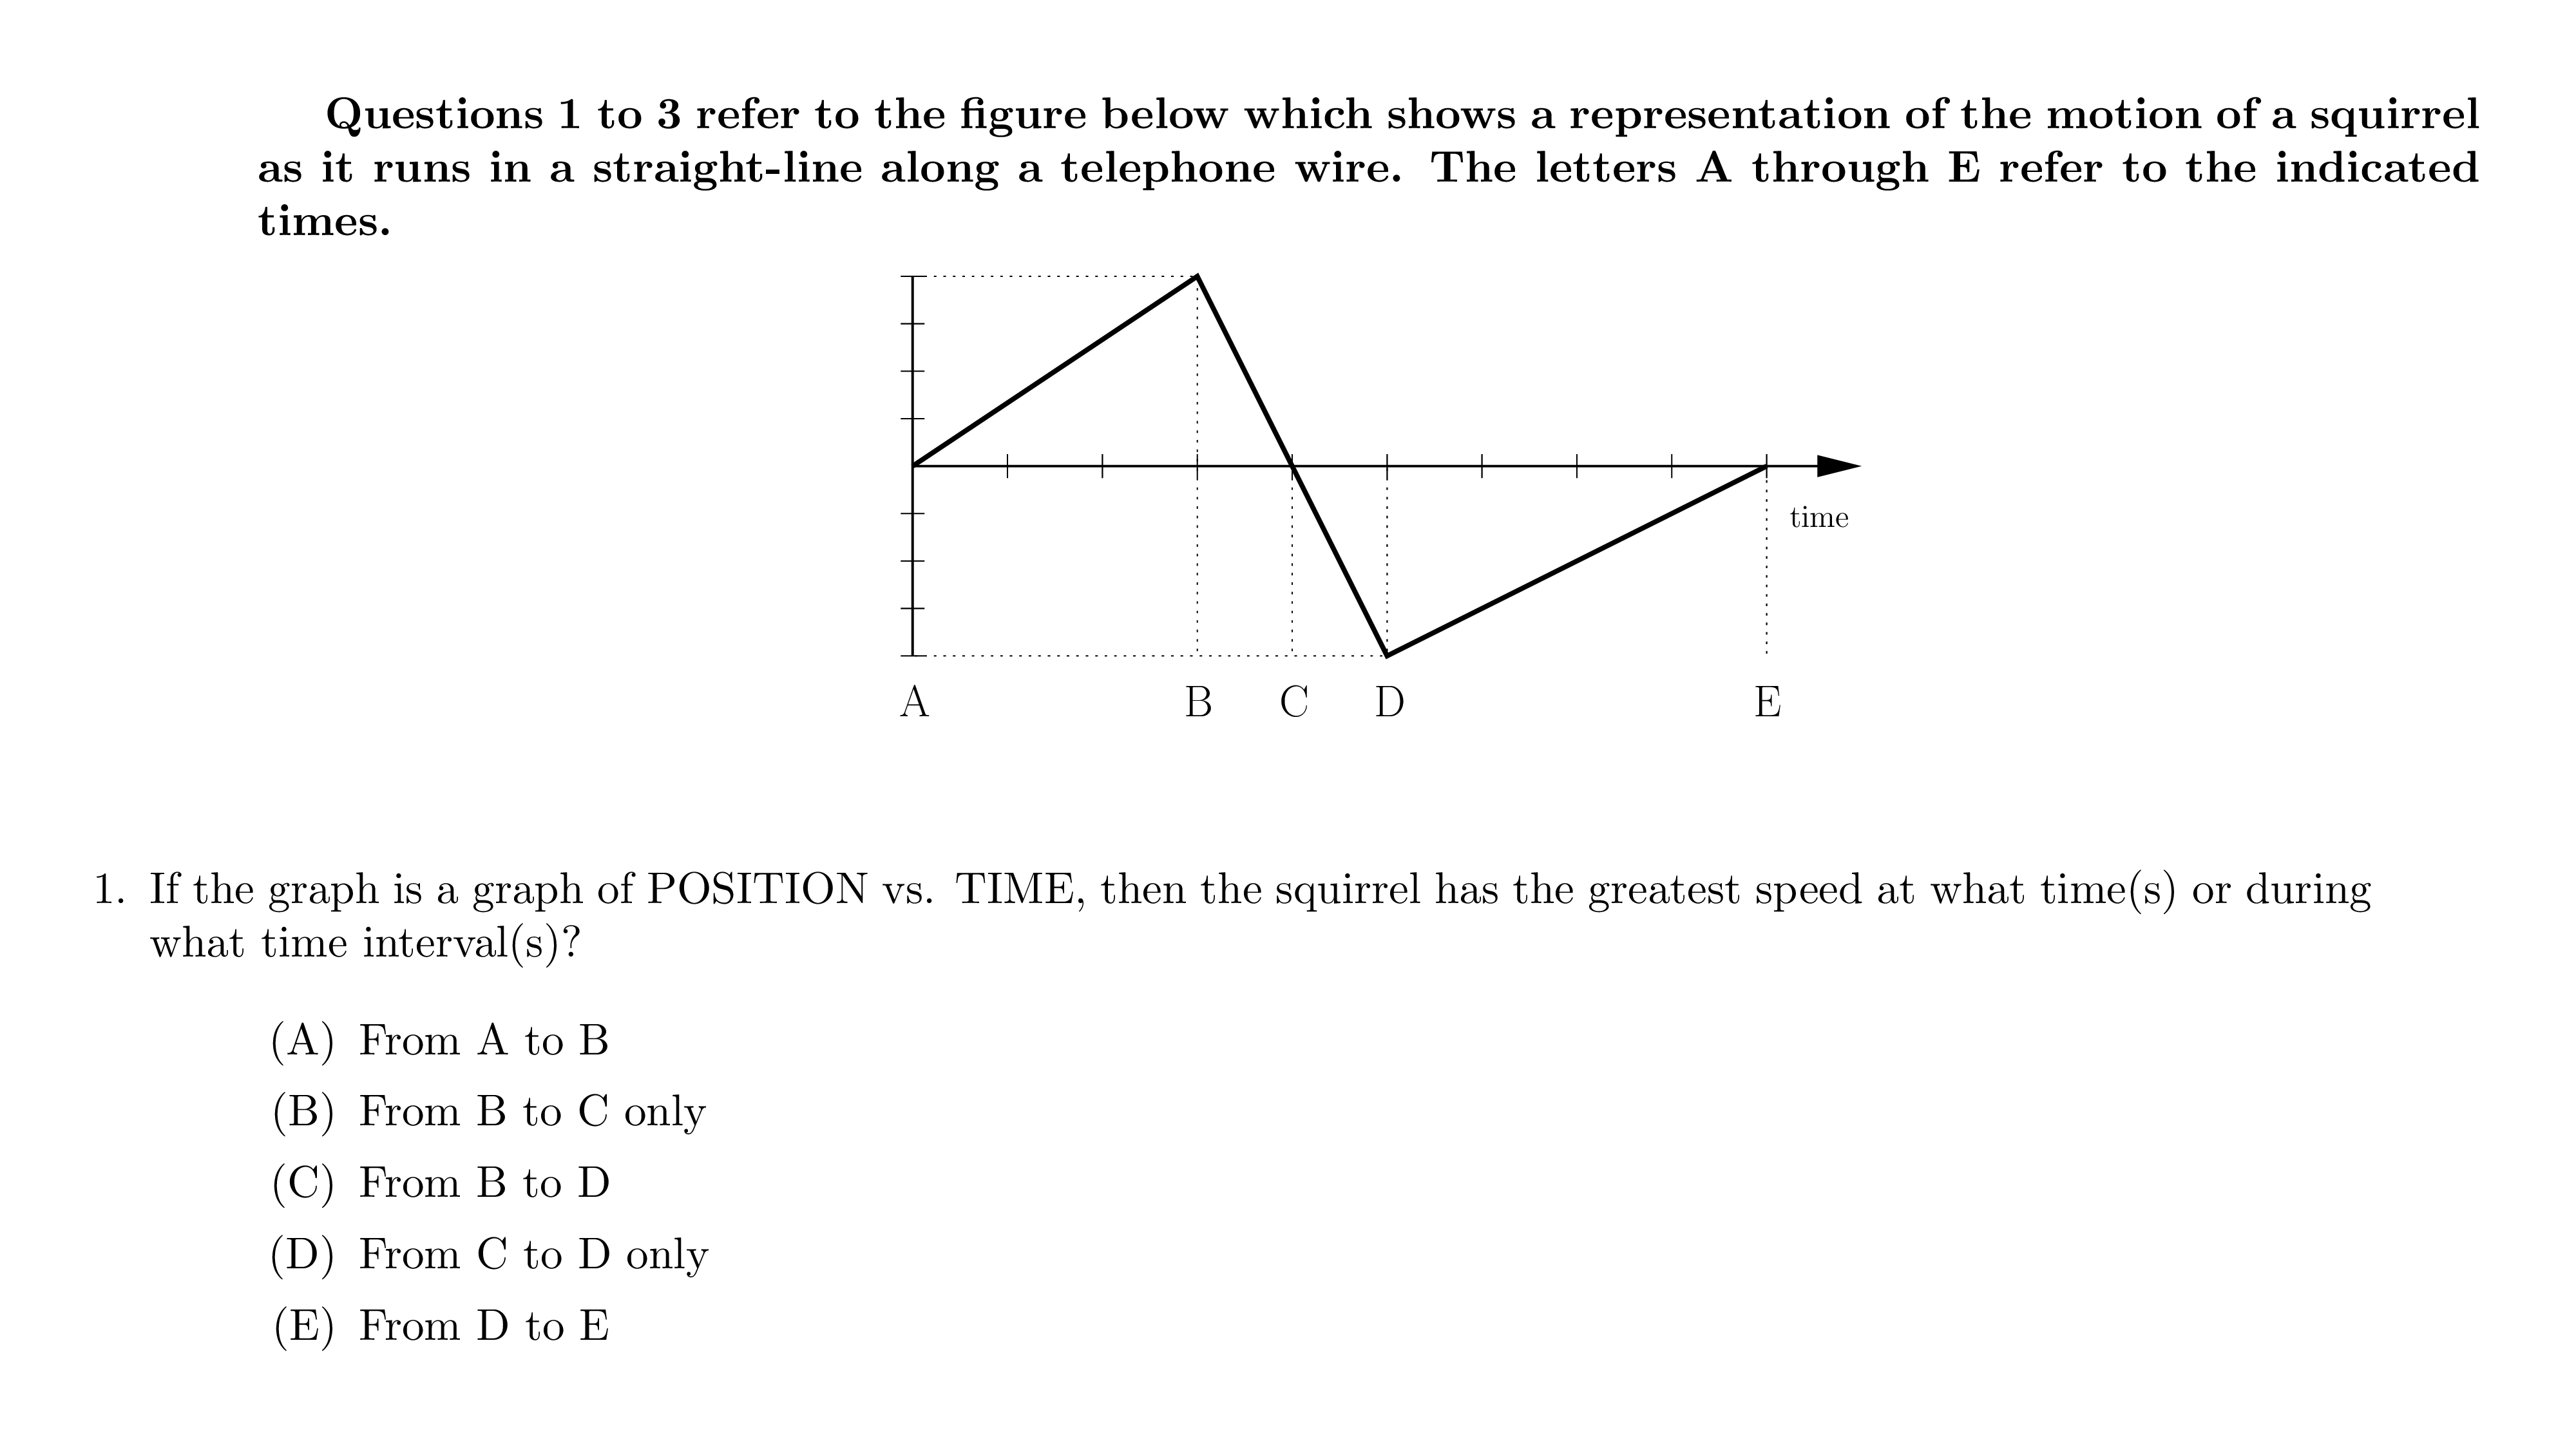 Questions 1 to 3 refer to the figure below which shows a representation of the motion of a squirrel
as it runs in a straight-line along a telephone wire. The letters A through E refer to the indicated
times.
time
A B C D E
1. If the graph is a graph of POSITION vs. TIME, then the squirrel has the greatest speed at what time(s) or during
what time interval(s)?
(A) From A to B
(B) From B to C only
(C) From B to D
(D) From C to D only
(E) From D to E